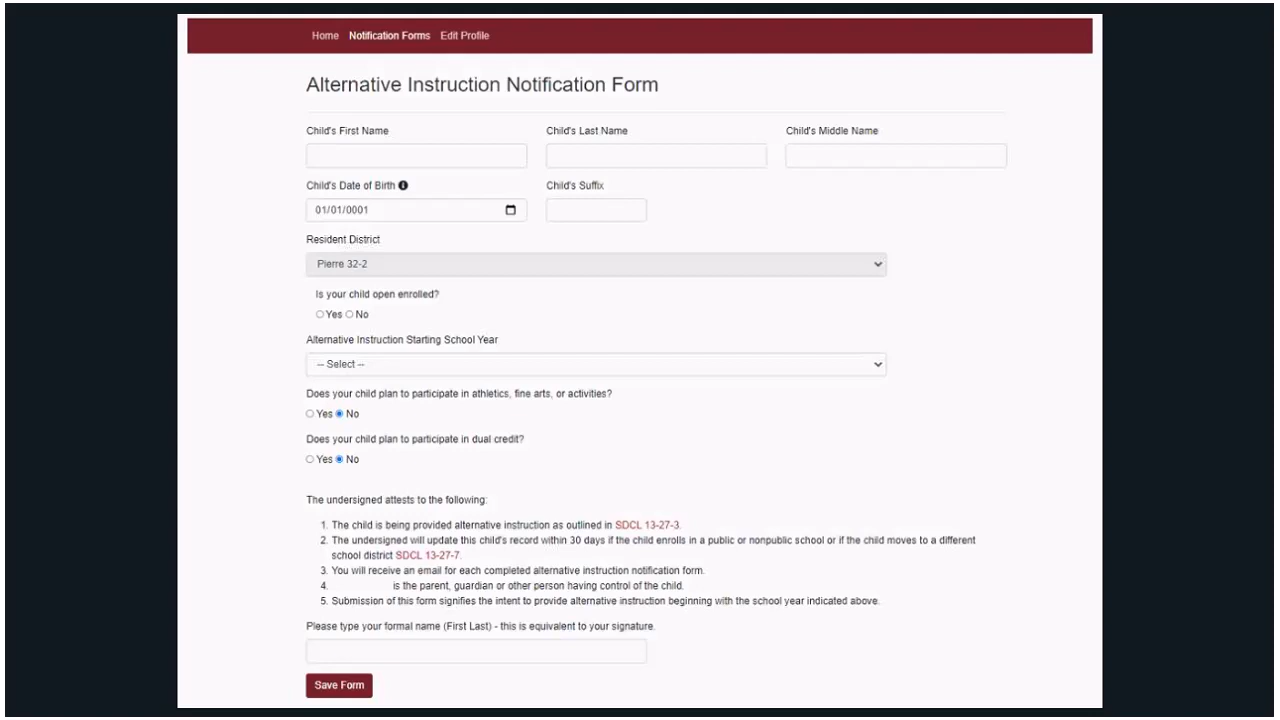 Home Notification Forms Edit Profile
Alternative Instruction Notification Form
Child's First Name Child's Last Name Child's Middle Name
Child's Date of Birth Child's Suffix
01/01/0001
Resident District
Pierre 32-2
Is your child open enrolled?
Yes No
Alternative Instruction Starting School Year
-- Select --
Does your child plan to participate in athletics, fine arts, or activities?
Yes No
Does your child plan to participate in dual credit?
Yes No
The undersigned attests to the following:
1. The child is being provided alternative instruction as outlined in SDCL 13-27-3.
2. The undersigned will update this child's record within 30 days if the child enrolls in a public or nonpublic school or if the child moves to a different
school district SDCL 13-27-7.
3. You will receive an email for each completed alternative instruction notification form.
4. is the parent, guardian or other person having control of the child.
5. Submission of this form signifies the intent to provide alternative instruction beginning with the school year indicated above.
Please type your formal name (First Last) - this is equivalent to your signature.
Save Form